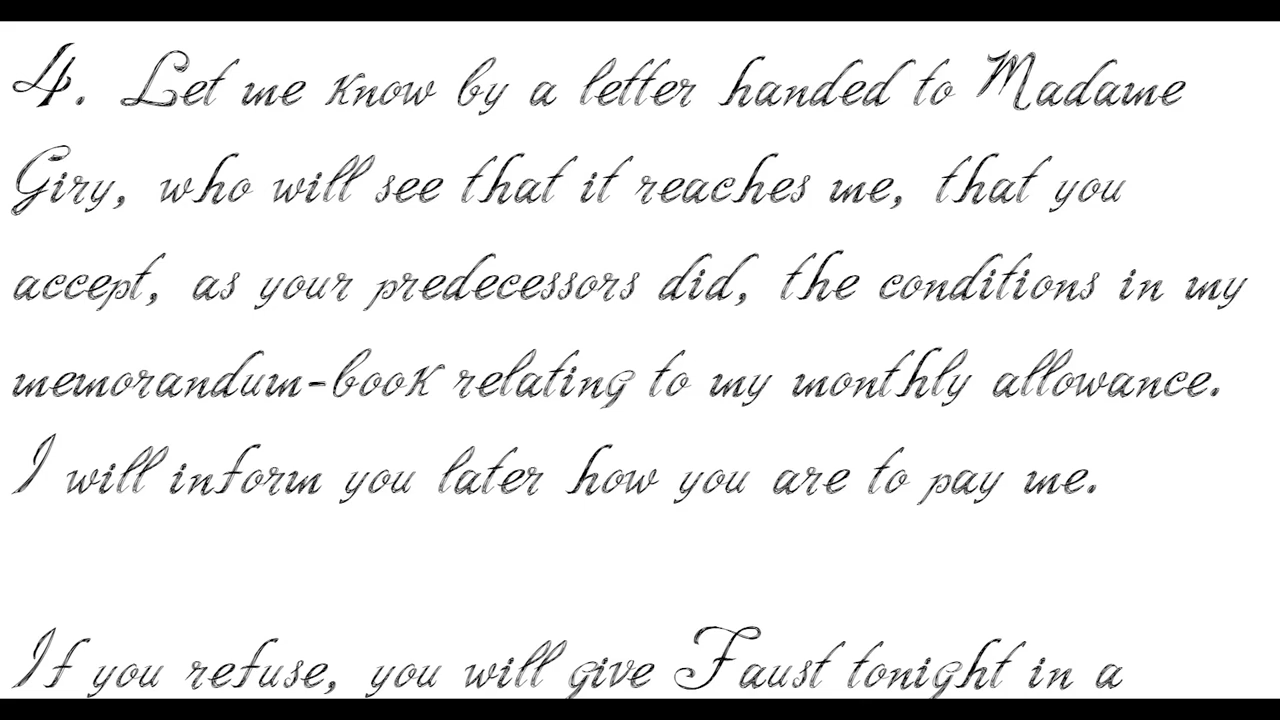 4. Let me know by a letter handed to Madame
Giry, who will see that it reaches me, that you
accept, as your predecessors did, the conditions in my
memorandum-book relating to my monthly allowance.
I will inform you later how you are to pay me.
If you refuse, you will give Faust tonight in a